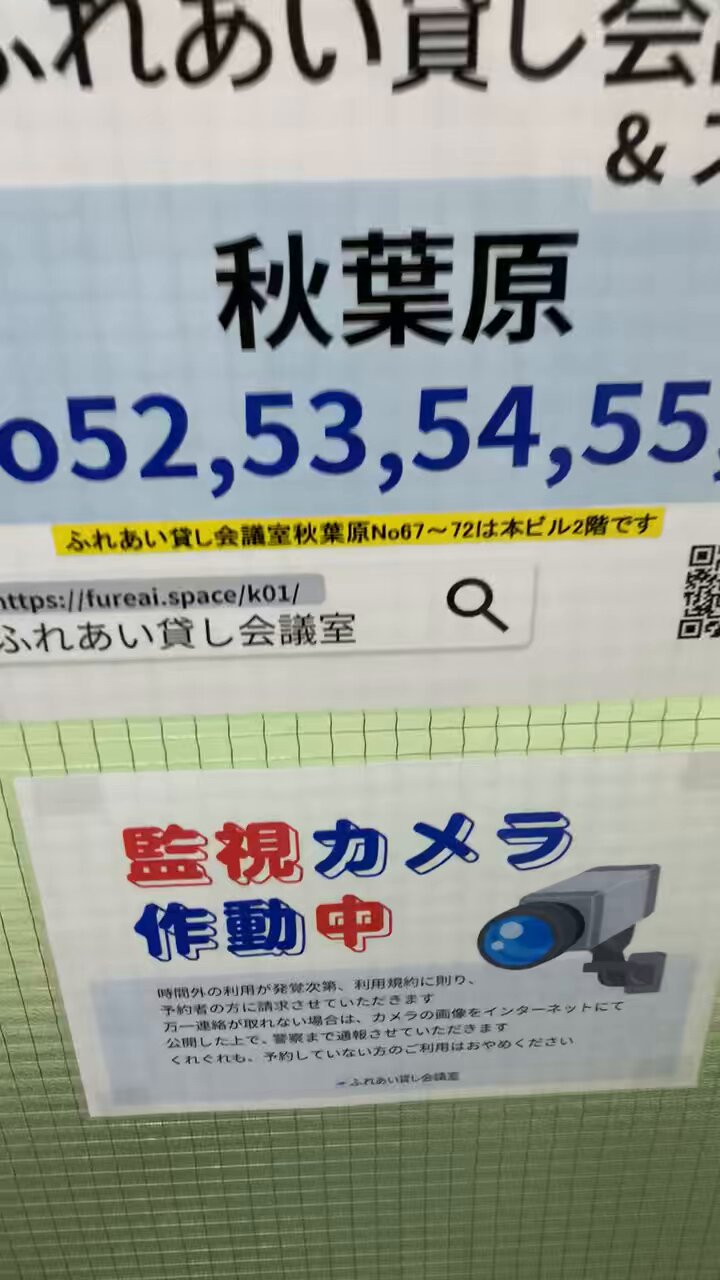 ふれあい貸し会
&
秋葉原
o52,53,54,55,
ふれあい貸し会議室秋葉原No67～72は本ビル2階です
https://fureai.space/k01/
ふれあい貸し会議室
監視カメラ
作動中
時間外の利用が発覚次第、利用規約に則り、
予約者の方に請求させていただきます
万一連絡が取れない場合は、カメラの画像をインターネットにて
公開した上で、警察まで通報させていただきます
くれぐれも、予約していない方のご利用はおやめください
ふれあい貸し会議室